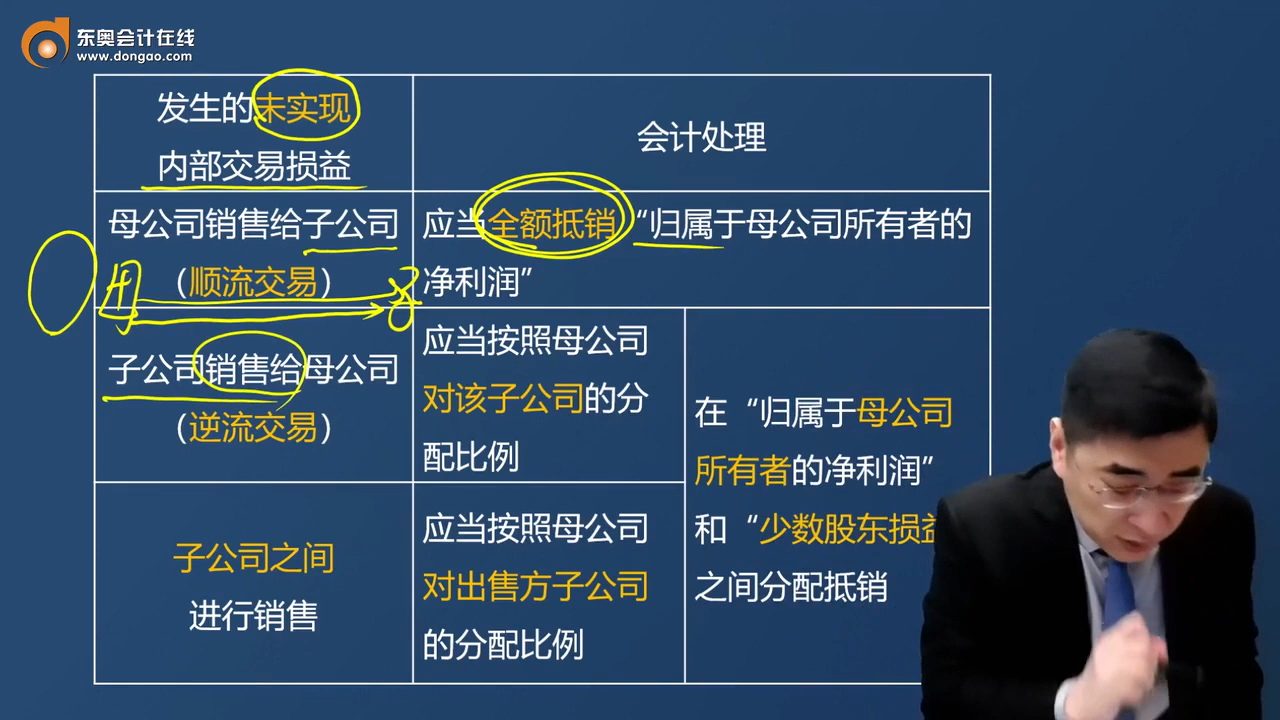 东奥会计在线
www.dongao.com
发生的未实现
内部交易损益
会计处理
母公司销售给子公司
（顺流交易）
应当全额抵销“归属于母公司所有者的
净利润”
母
子公司销售给母公司
（逆流交易）
应当按照母公司
对该子公司的分
配比例
在“归属于母公司
所有者的净利润”
和“少数股东损益
之间分配抵销
子公司之间
进行销售
应当按照母公司
对出售方子公司
的分配比例